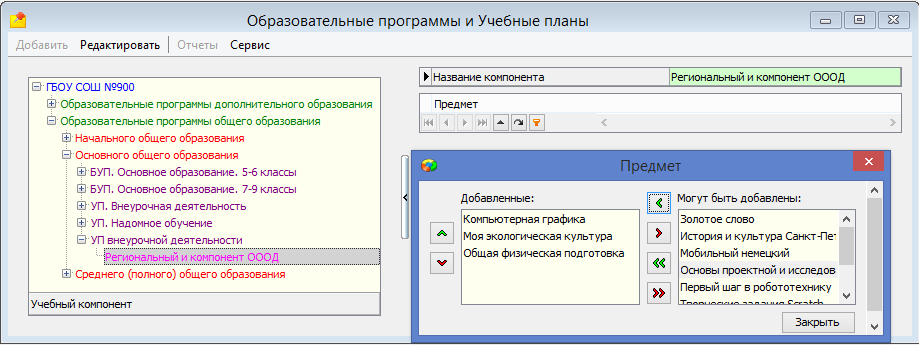 Образовательные программы и Учебные планы
Добавить Редактировать Отчеты Сервис
ГБОУ СОШ №900
Образовательные программы дополнительного образования
Образовательные программы общего образования
Начального общего образования
Основного общего образования
БУП. Основное образование. 5-6 классы
БУП. Основное образование. 7-9 классы
УП. Внеурочная деятельность
УП. Надомное обучение
УП внеурочной деятельности
Региональный и компонент ОООД
Среднего (полного) общего образования
Учебный компонент
Название компонента Региональный и компонент ОООД
Предмет
Предмет
Добавленные:
Компьютерная графика
Моя экологическая культура
Общая физическая подготовка
Могут быть добавлены:
Золотое слово
История и культура Санкт-Пет
Мобильный немецкий
Основы проектной и исследов
Первый шаг в робототехнику
Творческие задания Scratch
Закрыть